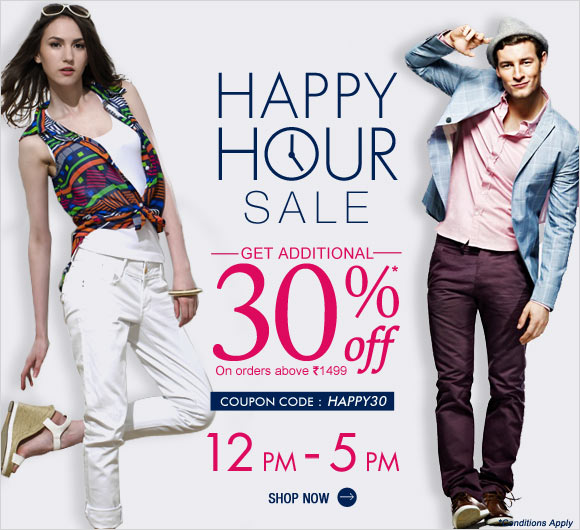 HAPPY
HOUR
SALE
GET ADDITIONAL
30%*
off
On orders above ₹1499
COUPON CODE : HAPPY30
12 PM - 5 PM
SHOP NOW
*Conditions Apply